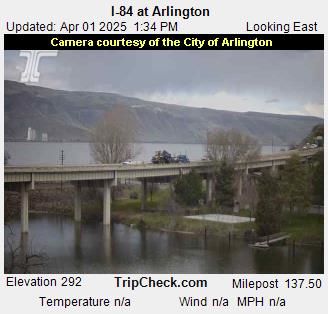 I-84 at Arlington
Updated: Apr 01 2025 1:34 PM Looking East
Camera courtesy of the City of Arlington
Elevation 292 TripCheck.com Milepost 137.50
Temperature n/a Wind n/a MPH n/a